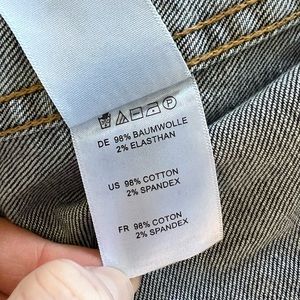 DE 98% BAUMWOLLE
2% ELASTHAN
US 98% COTTON
2% SPANDEX
FR 98% COTON
2% SPANDEX